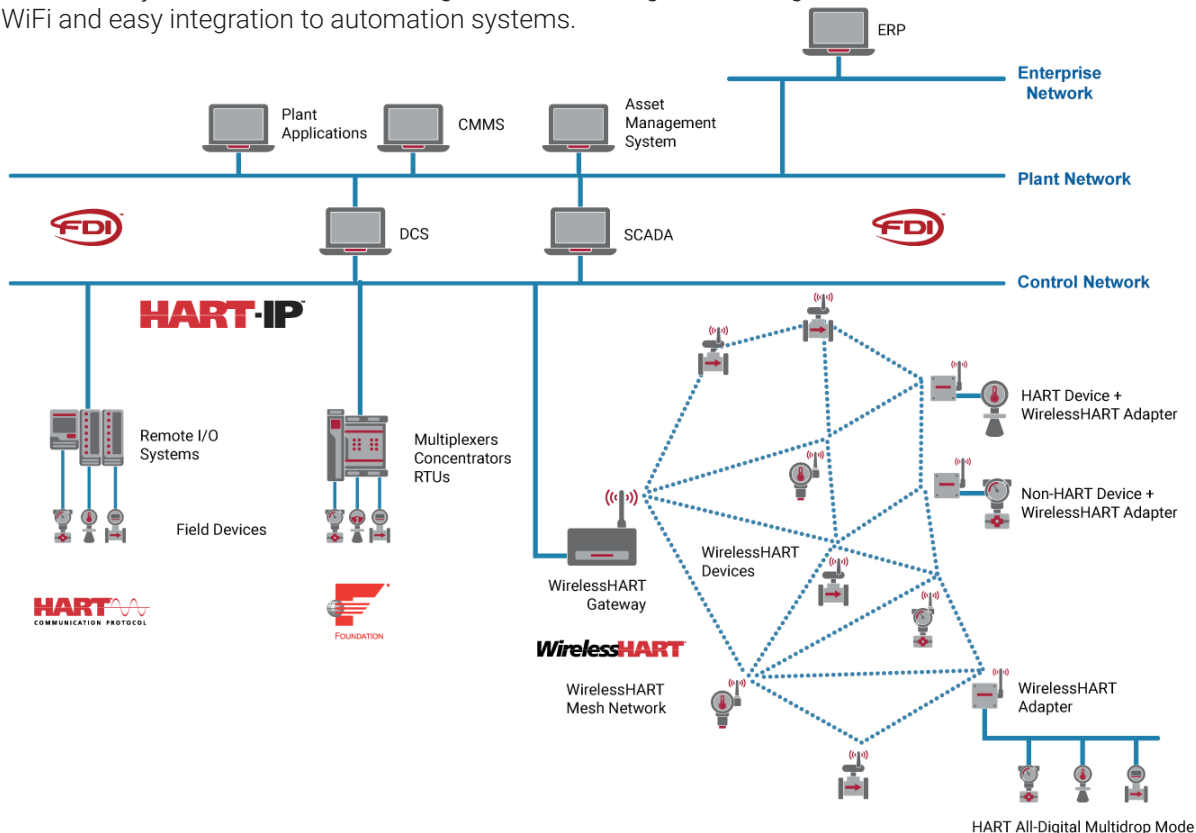 WiFi and easy integration to automation systems.
ERP
Enterprise
Network
Plant
Applications
CMMS
Asset
Management
System
Plant Network
FDI
DCS
SCADA
FDI
Control Network
HART-IP
HART Device +
WirelessHART Adapter
Remote I/O
Systems
Multiplexers
Concentrators
RTUs
Non-HART Device +
WirelessHART Adapter
Field Devices
WirelessHART
Devices
WirelessHART
Gateway
HART
COMMUNICATION PROTOCOL
F
FOUNDATION
WirelessHART
WirelessHART
Mesh Network
WirelessHART
Adapter
HART All-Digital Multidrop Mode